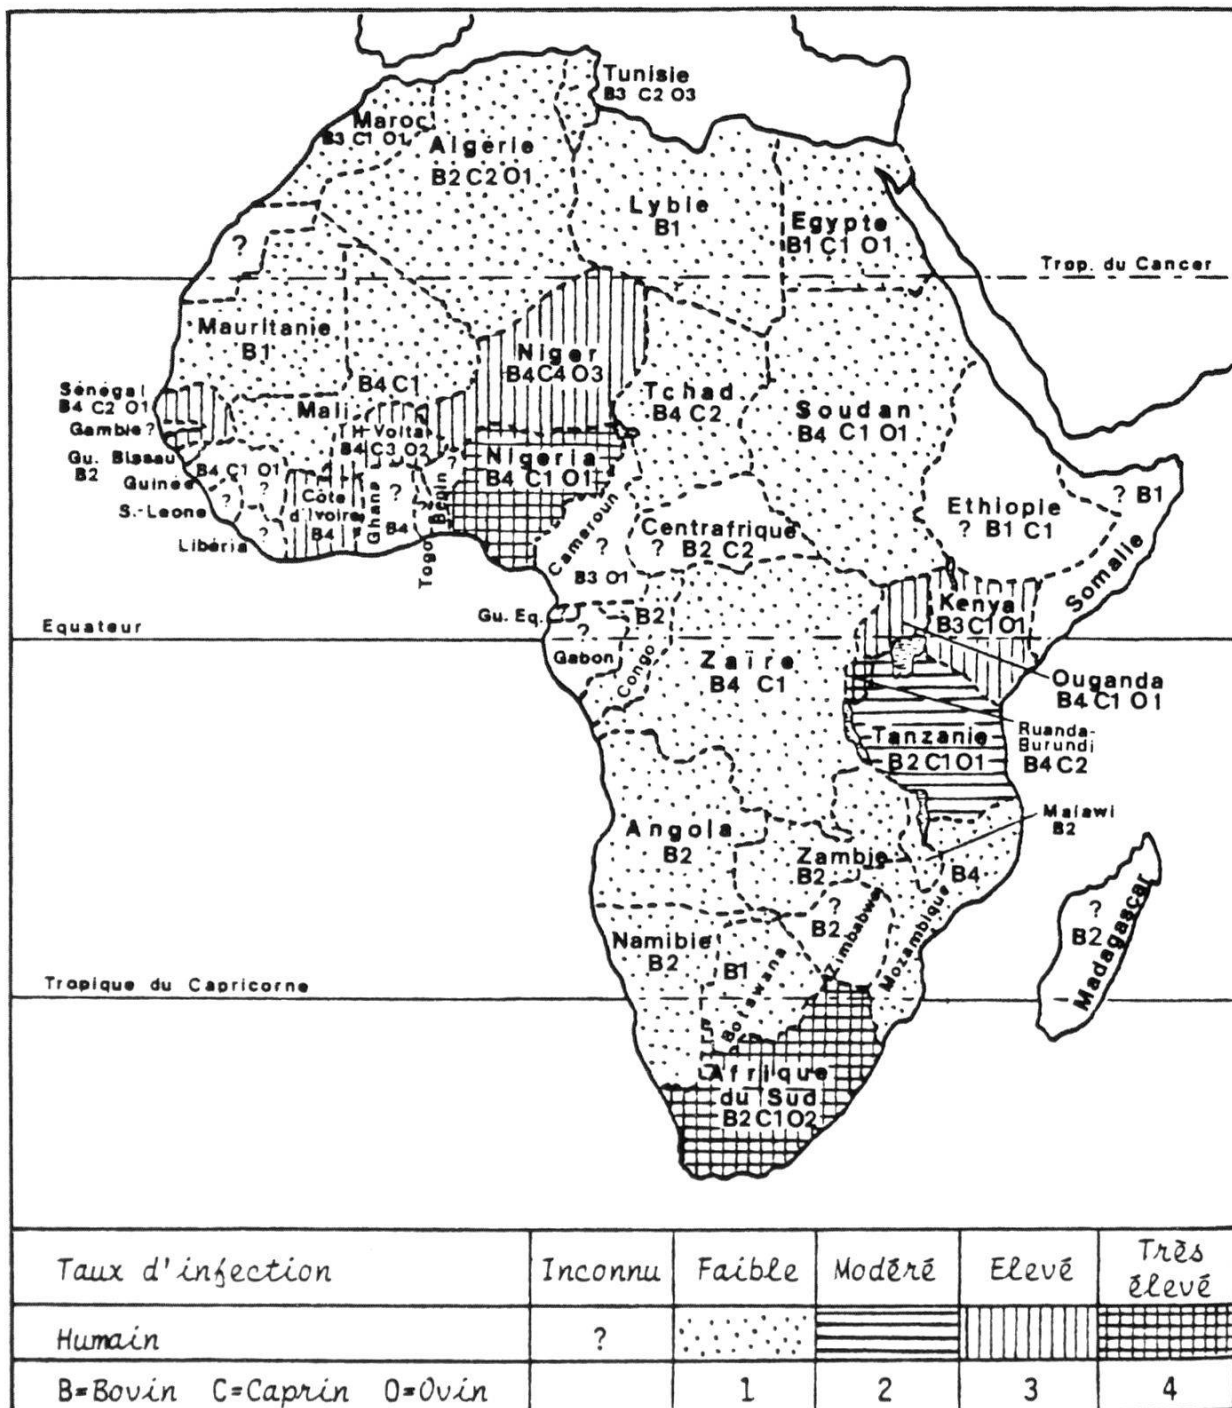 Tunisie
B3 C2 O3
Maroc
B3 C1 O1
Algérie
B2 C2 O1
Lybie
B1
Egypte
B1 C1 O1
?
Trop. du Cancer
Mauritanie
B1
Niger
B4 C4 O3
Tchad
B4 C2
Soudan
B4 C1 O1
Sénégal
B4 C2 O1
Gambie ?
Mali
B4 C1
H-Volta
B4 C3 O2
Nigeria
B4 C1 O1
Gu. Bissau
B2
B4 C1 O1
Guinée
S.-Leone
?
?
Libéria
?
Côte
d'Ivoire
B4
Ghana
?
B4
Togo
Bénin
?
Camaroun
?
B3 O1
Centrafrique
? B2 C2
Ethiopie
? B1 C1
? B1
Somalie
Equateur
Gu. Eq.
?
?
Gabon
B2
Congo
Zaïre
B4 C1
Kenya
B3 C1 O1
Ouganda
B4 C1 O1
Tanzanie
B2 C1 O1
Ruanda-
Burundi
B4 C2
Angola
B2
Zambie
B2
Malawi
B2
B4
Mozambique
?
B2
Zimbabwe
Namibie
B2
B1
Botswana
?
B2
Madagasçar
Tropique du Capricorne
Afrique
du Sud
B2 C1 O2
Taux d'infection Inconnu Faible Modéré Elevé Très élevé
Humain ?
B=Bovin C=Caprin O=Ovin 1 2 3 4